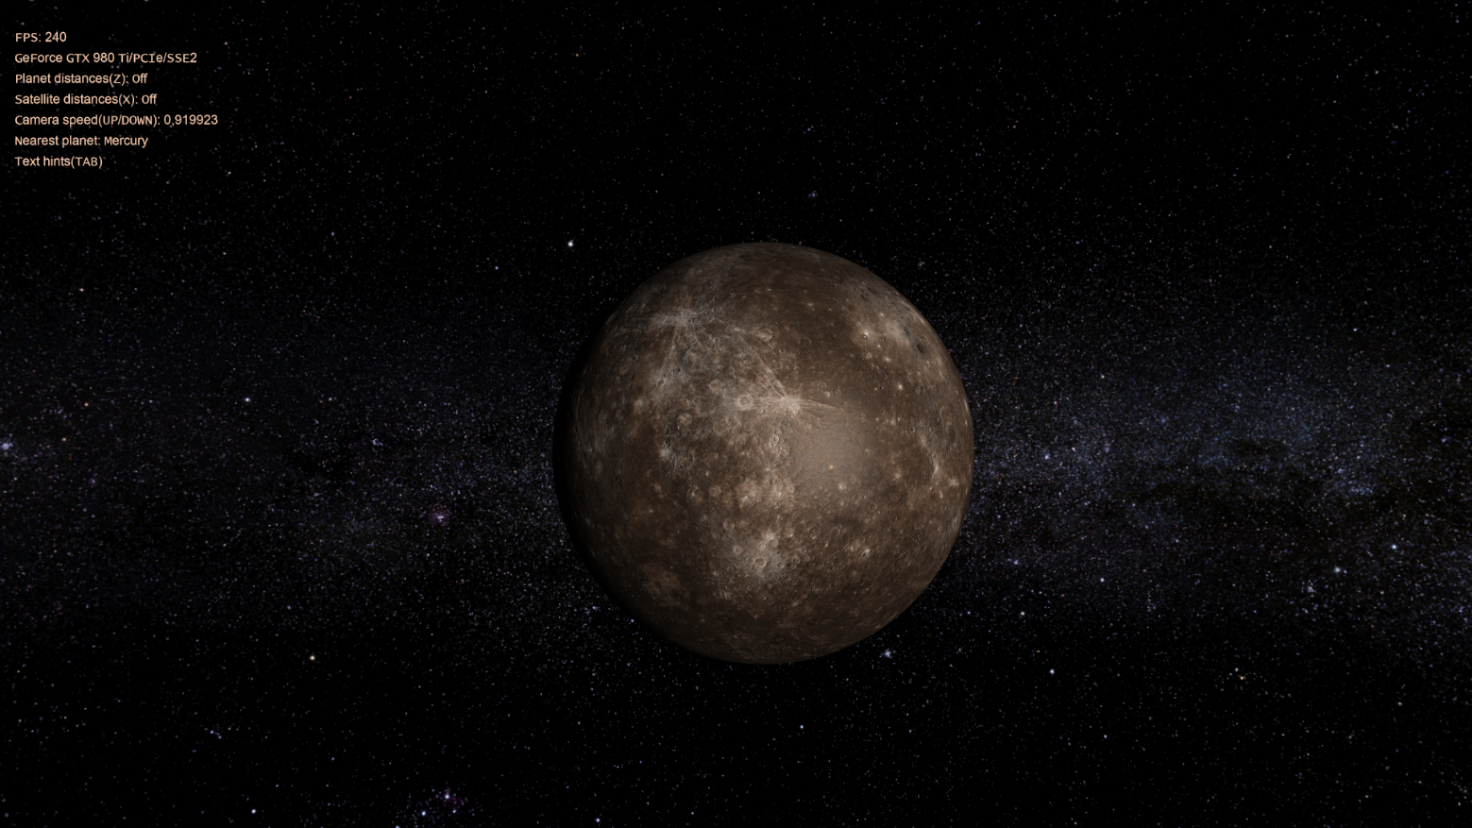 FPS: 240
GeForce GTX 980 Ti/PCIe/SSE2
Planet distances(Z): Off
Satellite distances(X): Off
Camera speed(UP/DOWN): 0,919923
Nearest planet: Mercury
Text hints(TAB)